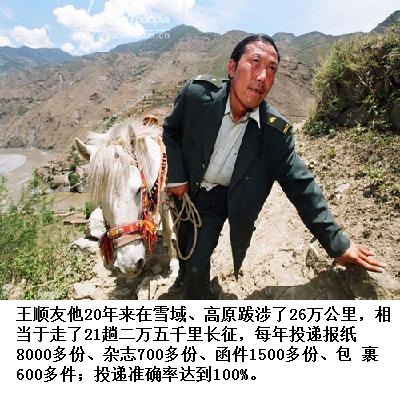 people
.cn
王顺友他20年来在雪域、高原跋涉了26万公里，相
当于走了21趟二万五千里长征，每年投递报纸
8000多份、杂志700多份、函件1500多份、包 裹
600多件；投递准确率达到100%。